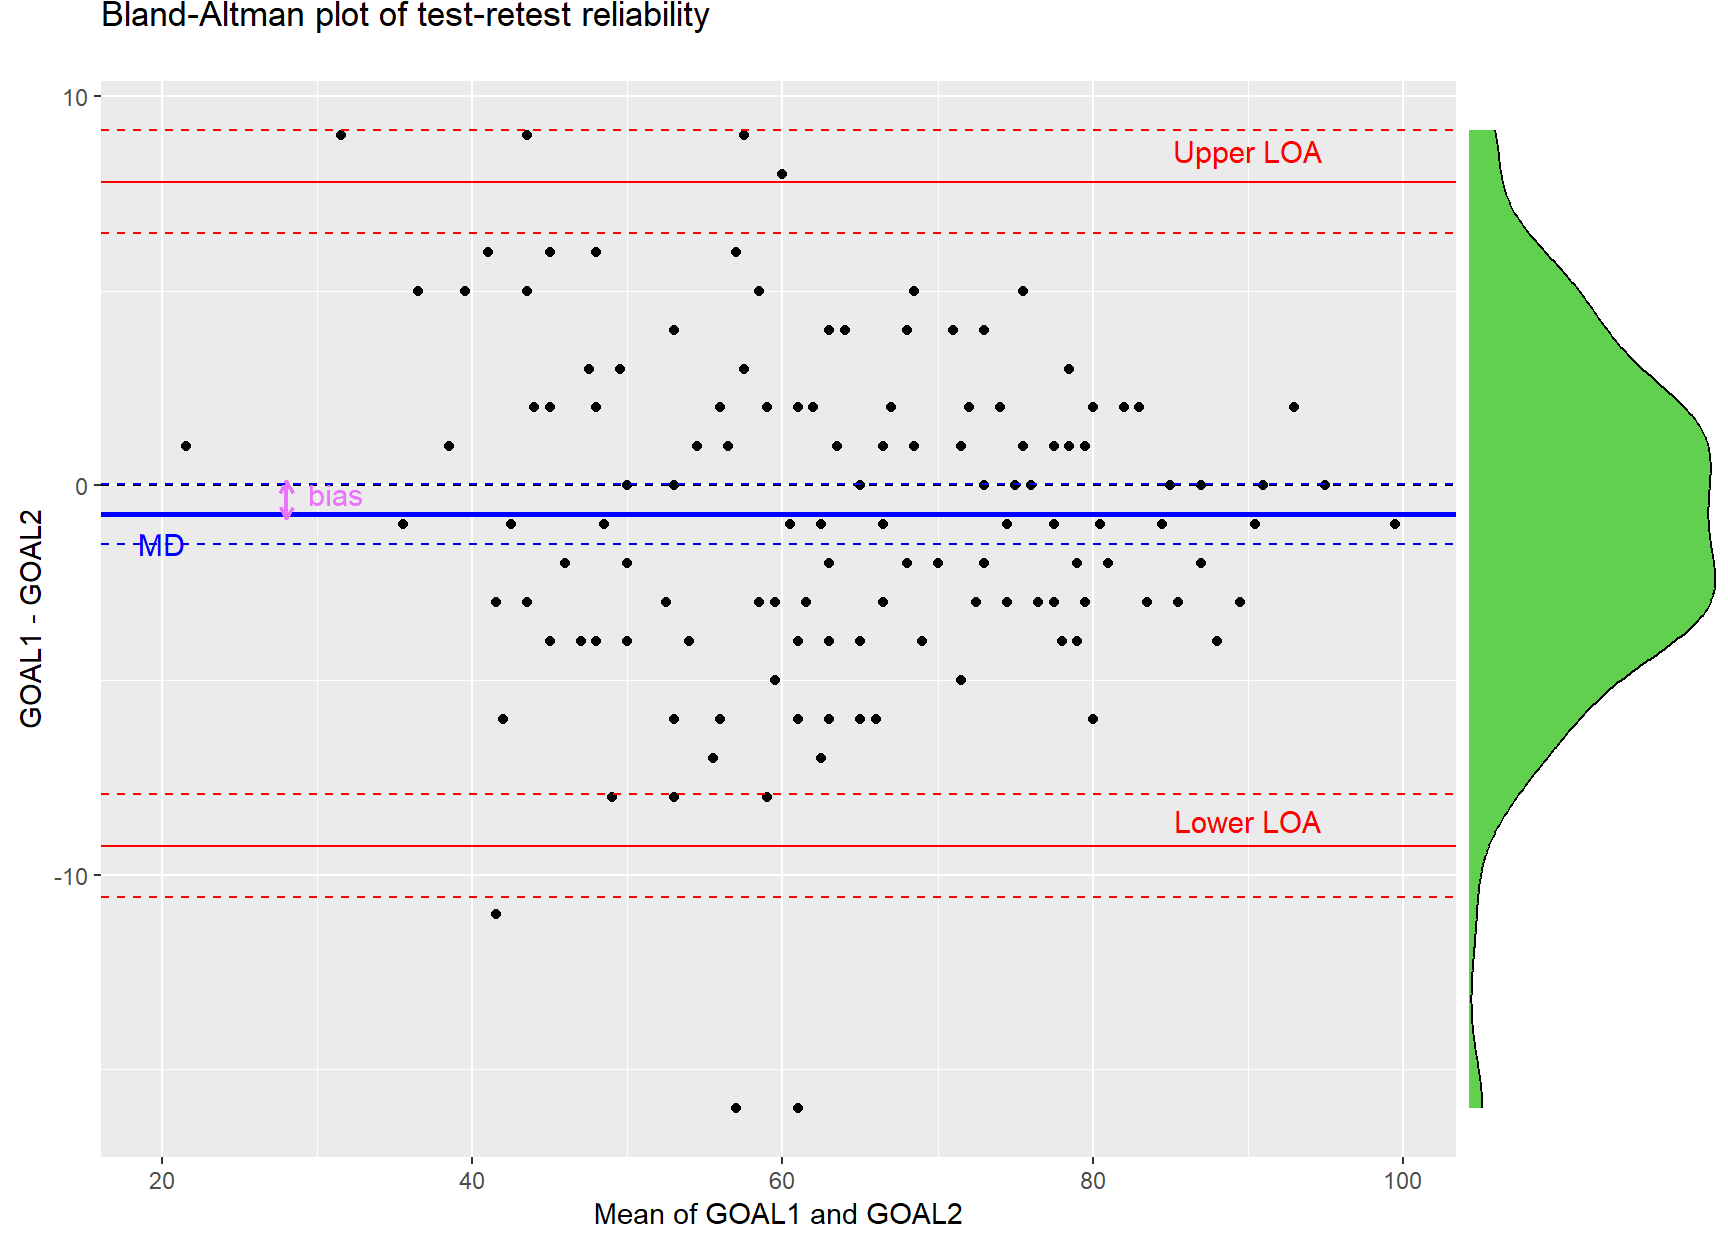 Bland-Altman plot of test-retest reliability
10
Upper LOA
0
bias
MD
GOAL1 - GOAL2
Lower LOA
-10
20
40
60
80
100
Mean of GOAL1 and GOAL2